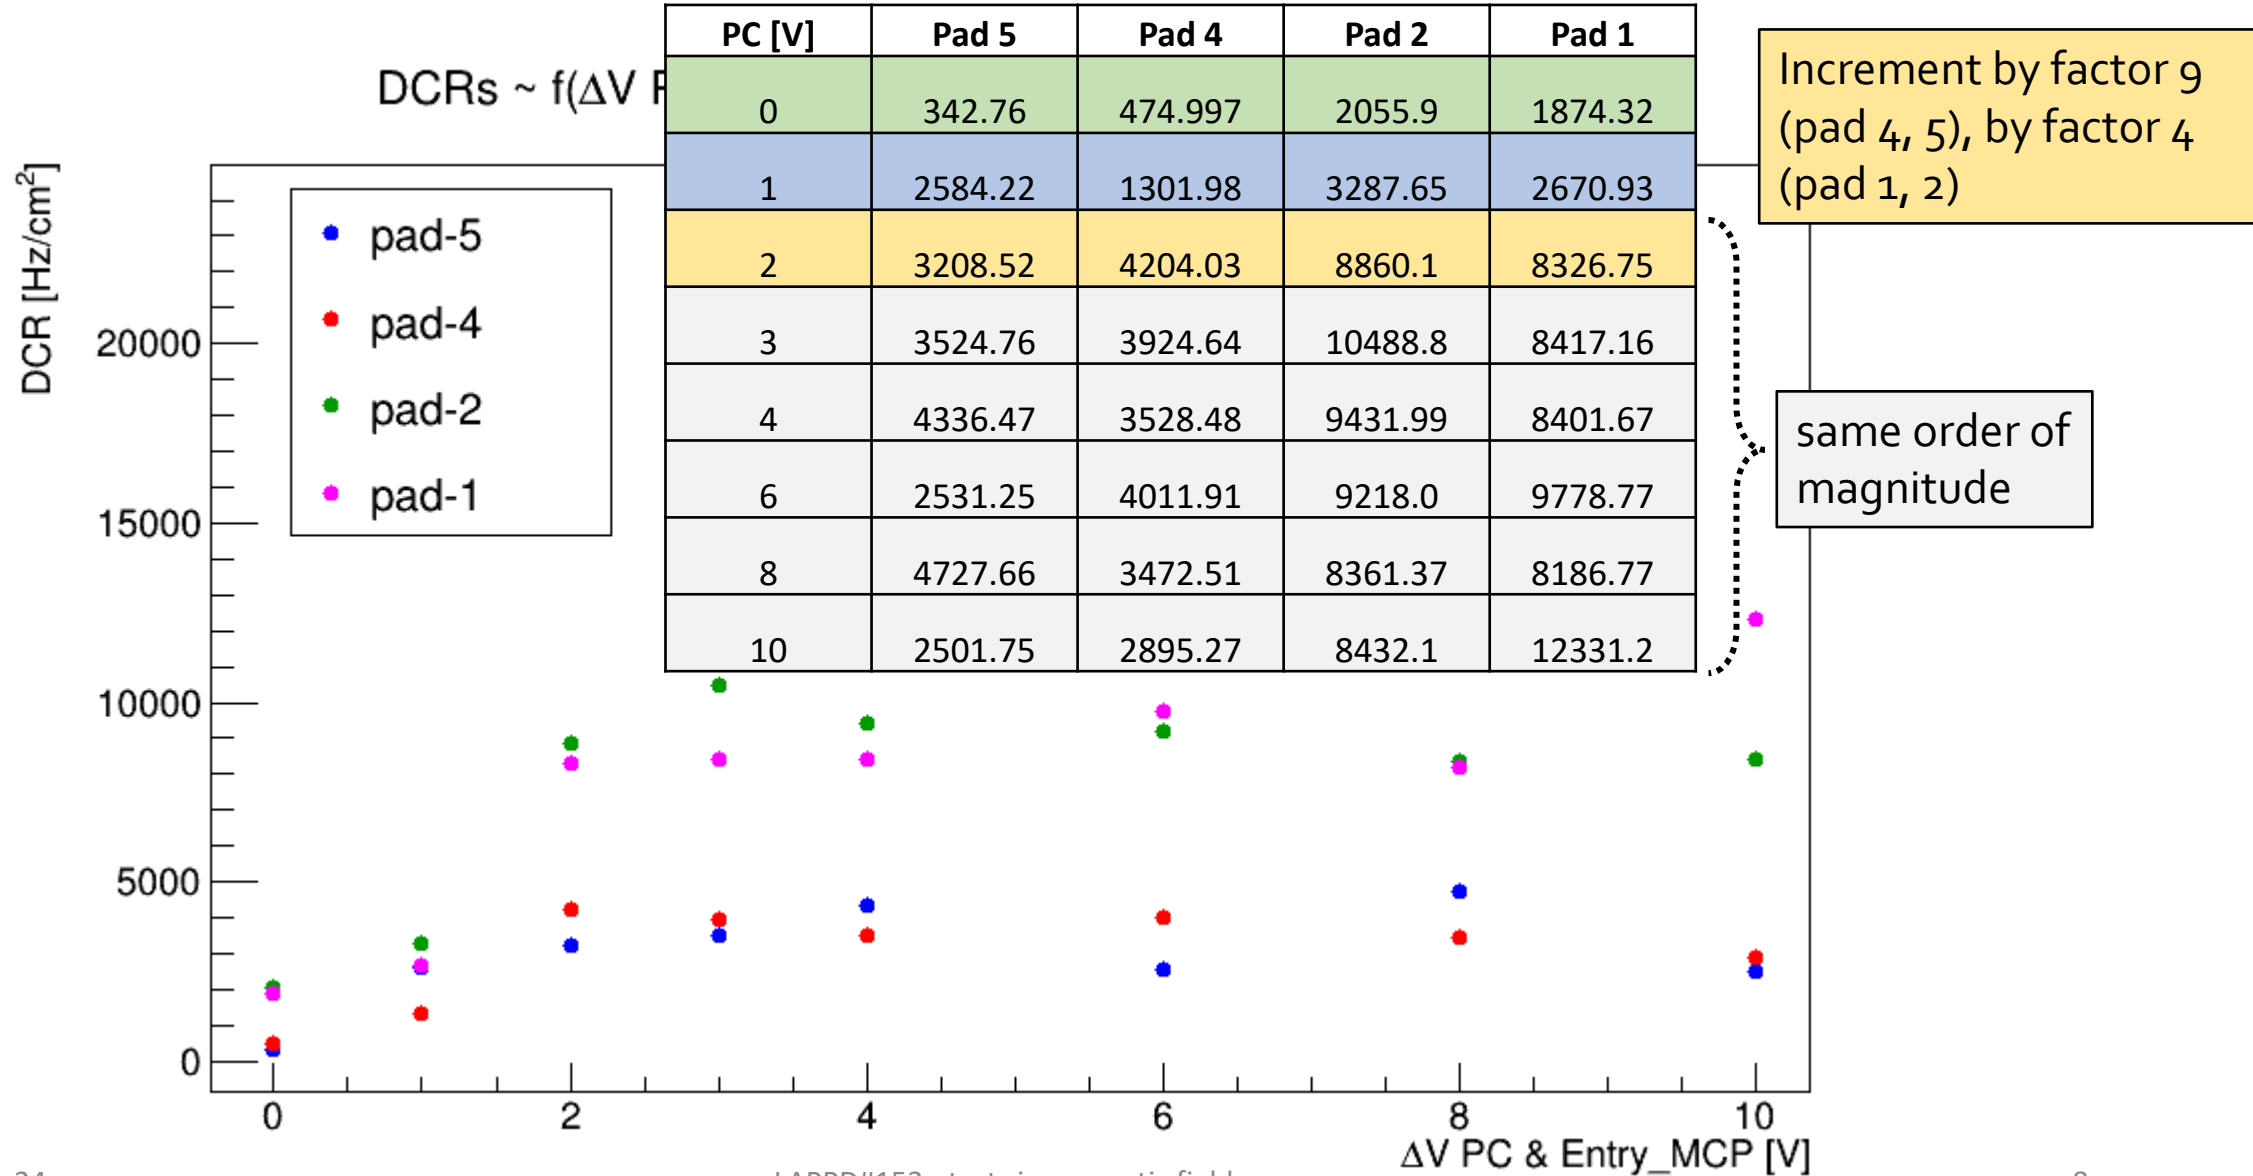 PC [V] Pad 5 Pad 4 Pad 2 Pad 1
0 342.76 474.997 2055.9 1874.32
1 2584.22 1301.98 3287.65 2670.93
2 3208.52 4204.03 8860.1 8326.75
3 3524.76 3924.64 10488.8 8417.16
4 4336.47 3528.48 9431.99 8401.67
6 2531.25 4011.91 9218.0 9778.77
8 4727.66 3472.51 8361.37 8186.77
10 2501.75 2895.27 8432.1 12331.2
Increment by factor 9
(pad 4, 5), by factor 4
(pad 1, 2)
same order of
magnitude
DCRs ~ f(ΔV
DCR [Hz/cm²]
pad-5
pad-4
pad-2
pad-1
20000
15000
10000
5000
0
0 2 4 6 8 10
ΔV PC & Entry_MCP [V]